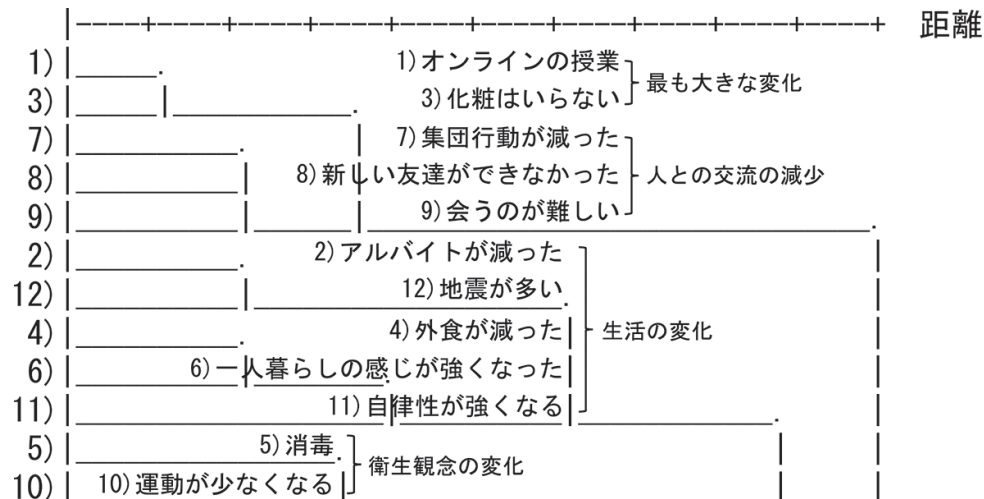 距離
1) 1)オンラインの授業
最も大きな変化
3) 3)化粧はいらない
7) 7)集団行動が減った
8) 8)新しい友達ができなかった 人との交流の減少
9) 9)会うのが難しい
2) 2)アルバイトが減った
12) 12)地震が多い
4) 4)外食が減った 生活の変化
6) 6)一人暮らしの感じが強くなった
11) 11)自律性が強くなる
5) 5)消毒
衛生観念の変化
10) 10)運動が少なくなる